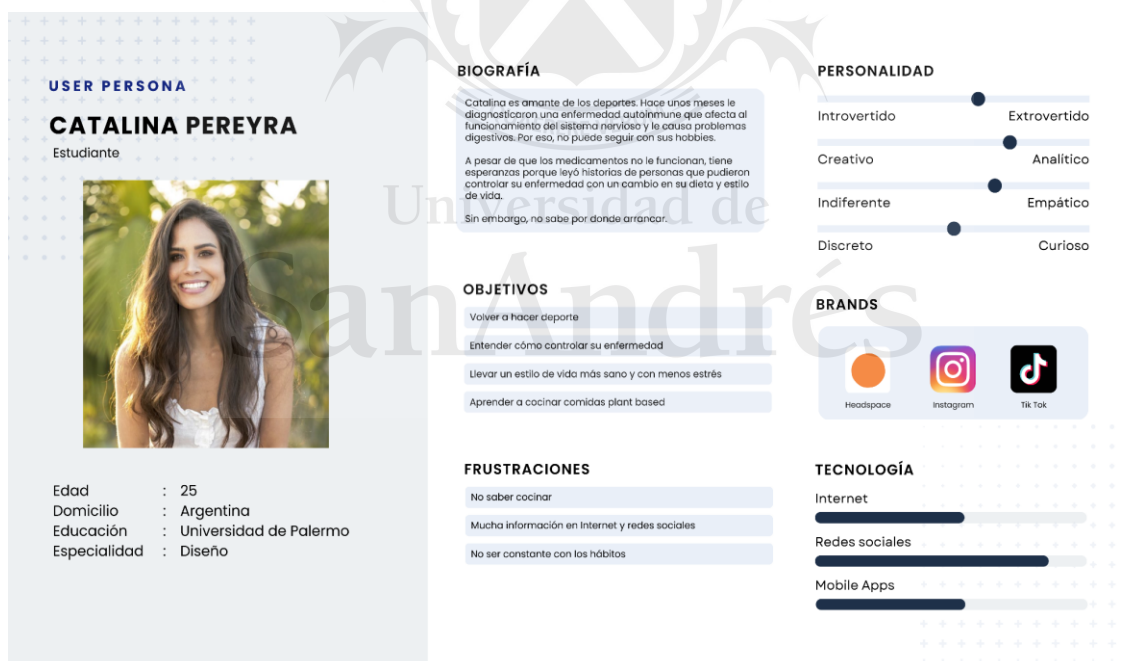 USER PERSONA
CATALINA PEREYRA
Estudiante
Edad : 25
Domicilio : Argentina
Educación : Universidad de Palermo
Especialidad : Diseño
BIOGRAFÍA
Catalina es amante de los deportes. Hace unos meses le
diagnosticaron una enfermedad autoinmune que afecta al
funcionamiento del sistema nervioso y le causa problemas
digestivos. Por eso, no puede seguir con sus hobbies.
A pesar de que los medicamentos no le funcionan, tiene
esperanzas porque leyó historias de personas que pudieron
controlar su enfermedad con un cambio en su dieta y estilo
de vida.
Sin embargo, no sabe por donde arrancar.
OBJETIVOS
Volver a hacer deporte
Entender cómo controlar su enfermedad
Llevar un estilo de vida más sano y con menos estrés
Aprender a cocinar comidas plant based
FRUSTRACIONES
No saber cocinar
Mucha información en Internet y redes sociales
No ser constante con los hábitos
PERSONALIDAD
Introvertido Extrovertido
Creativo Analítico
Indiferente Empático
Discreto Curioso
BRANDS
Headspace Instagram Tik Tok
TECNOLOGÍA
Internet
Redes sociales
Mobile Apps
Universidad de
SanAndrés